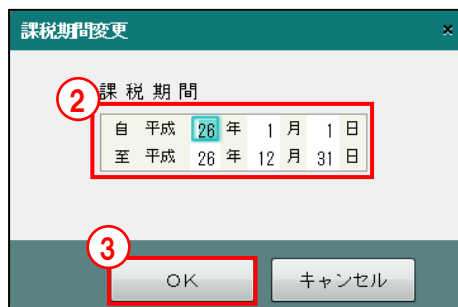 課税期間変更 ×
② 課税期間
自 平成 26 年 1 月 1 日
至 平成 26 年 12 月 31 日
③
OK キャンセル